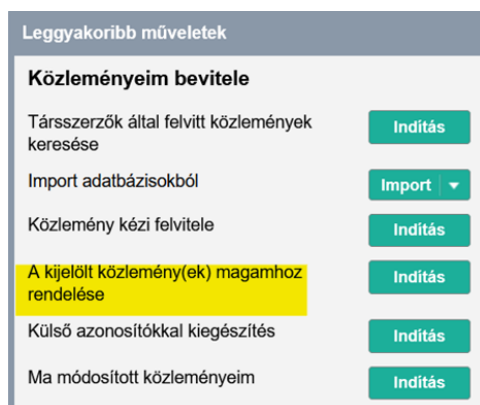 Leggyakoribb műveletek
Közleményeim bevitele
Társszerzők által felvitt közlemények
keresése
Indítás
Import adatbázisokból
Import
Közlemény kézi felvitele
Indítás
A kijelölt közlemény(ek) magamhoz
rendelése
Indítás
Külső azonosítókkal kiegészítés
Indítás
Ma módosított közleményeim
Indítás